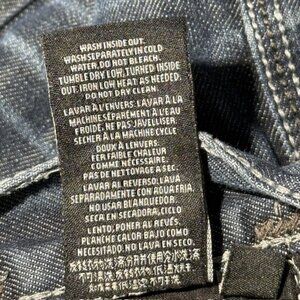 WASH INSIDE OUT.
WASH SEPARATELY IN COLD
WATER. DO NOT BLEACH.
TUMBLE DRY LOW, TURNED INSIDE
OUT. IRON LOW HEAT AS NEEDED.
DO NOT DRY CLEAN.
LAVAR À L'ENVERS. LAVAR À LA
MACHINE SÉPARÉMENT À L'EAU
FROIDE. NE PAS JAVELLISER.
SÉCHER À LA MACHINE CYCLE
DOUX À L'ENVERS
FER FAIBLE CHALEUR
COMME NÉCESSAIRE.
PAS DE NETTOYAGE A SEC.
LAVAR AL REVERSO. LAVA
SEPARADAMENTE CON AGUA FRIA.
NO USAR BLANQUEDOR.
SECA EN SECADORA, CICLO
LENTO, PONER AL REVÉS.
PLANCHE CALOR BAJO COMO
NECESITADO. NO LAVA EN SECO.